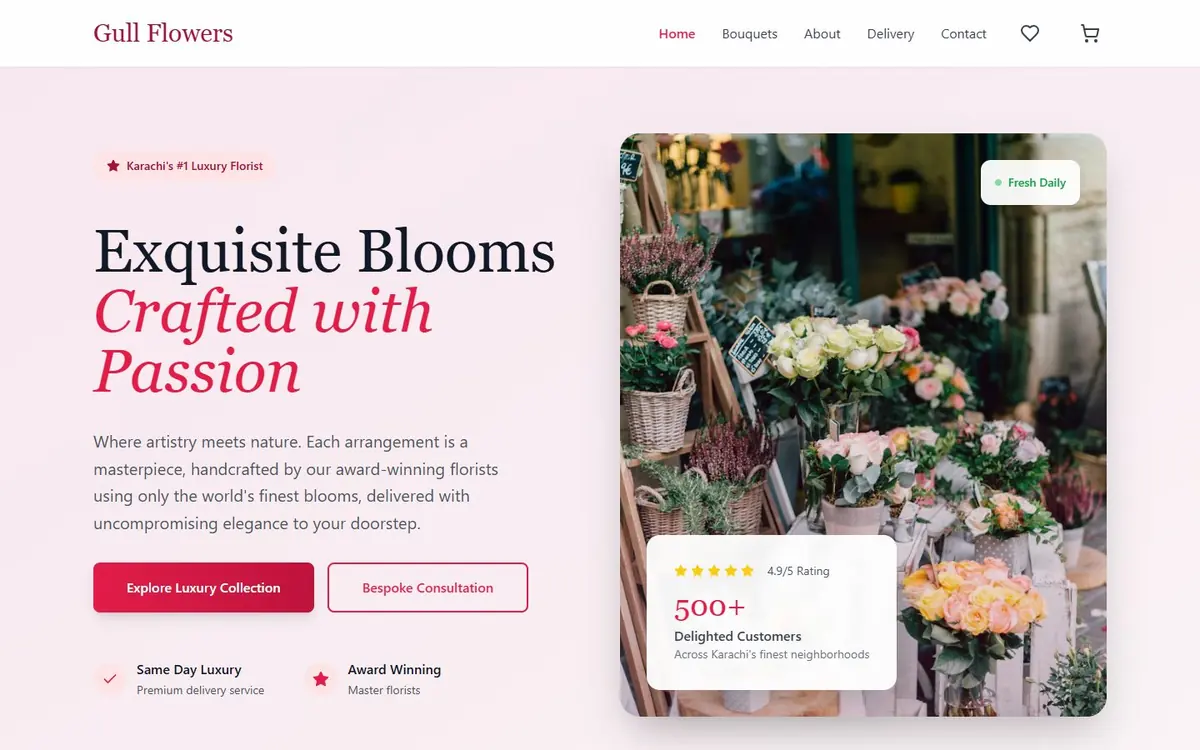 Gull Flowers
Home
Bouquets
About
Delivery
Contact
Karachi's #1 Luxury Florist
Exquisite Blooms
Crafted with
Passion
Where artistry meets nature. Each arrangement is a
masterpiece, handcrafted by our award-winning florists
using only the world's finest blooms, delivered with
uncompromising elegance to your doorstep.
Explore Luxury Collection
Bespoke Consultation
Same Day Luxury
Premium delivery service
Award Winning
Master florists
Fresh Daily
4.9/5 Rating
500+
Delighted Customers
Across Karachi's finest neighborhoods